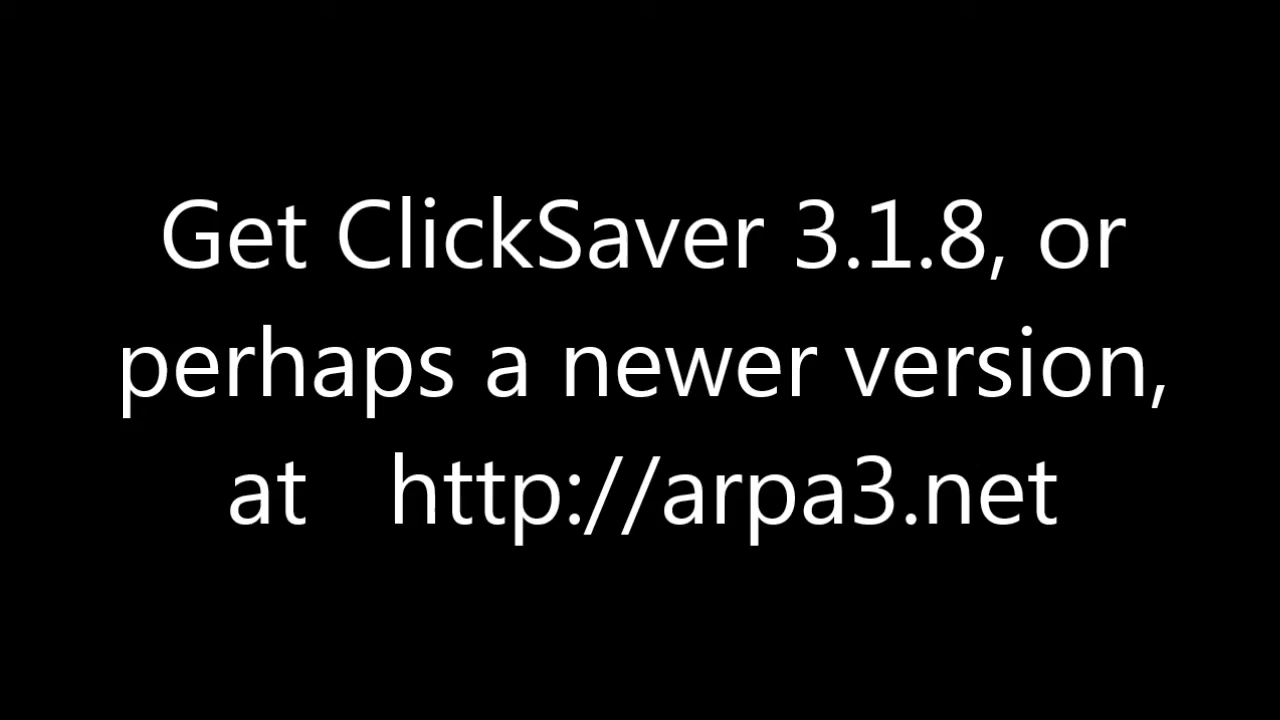 Get ClickSaver 3.1.8, or
perhaps a newer version,
at http://arpa3.net